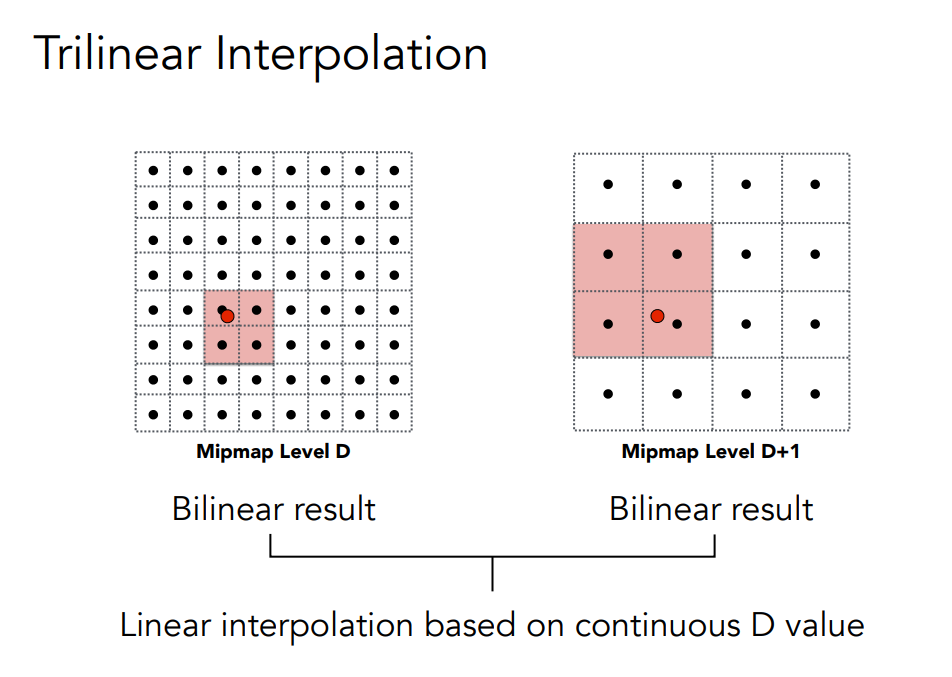 Trilinear Interpolation
Mipmap Level D
Mipmap Level D+1
Bilinear result
Bilinear result
Linear interpolation based on continuous D value